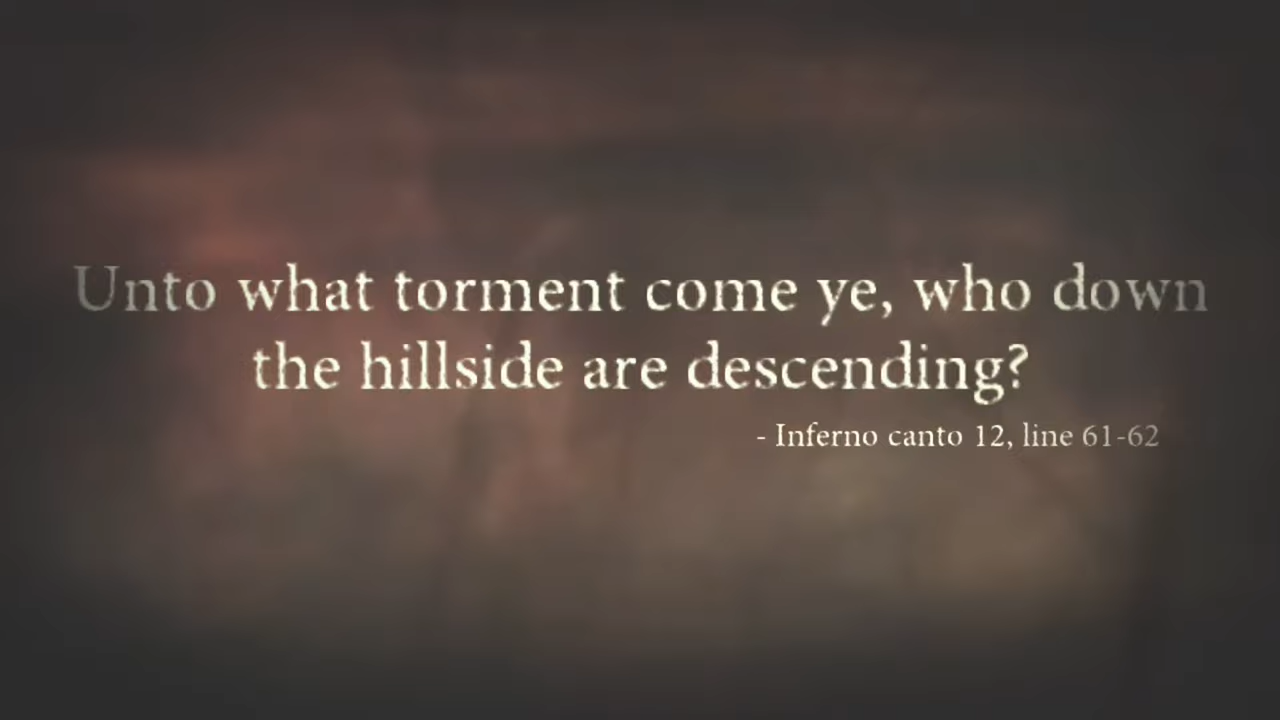 Unto what torment come ye, who down
the hillside are descending?
- Inferno canto 12, line 61-62